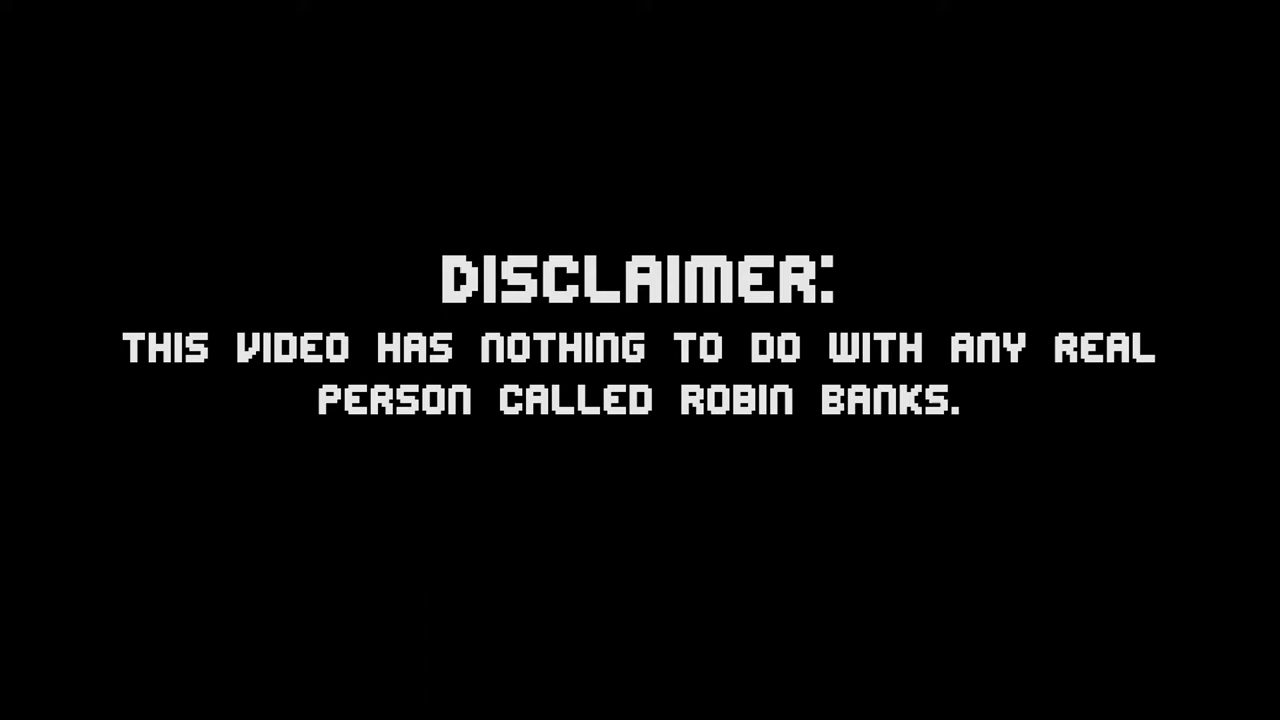 DISCLAIMER:
THIS VIDEO HAS NOTHING TO DO WITH ANY REAL
PERSON CALLED ROBIN BANKS.